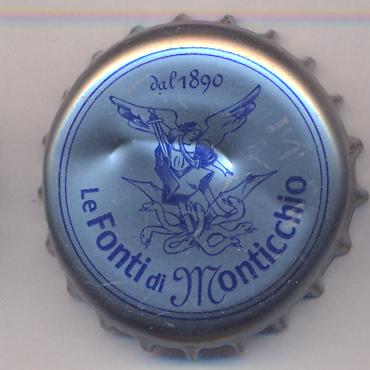 dal 1890
Le Fonti di Monticchio